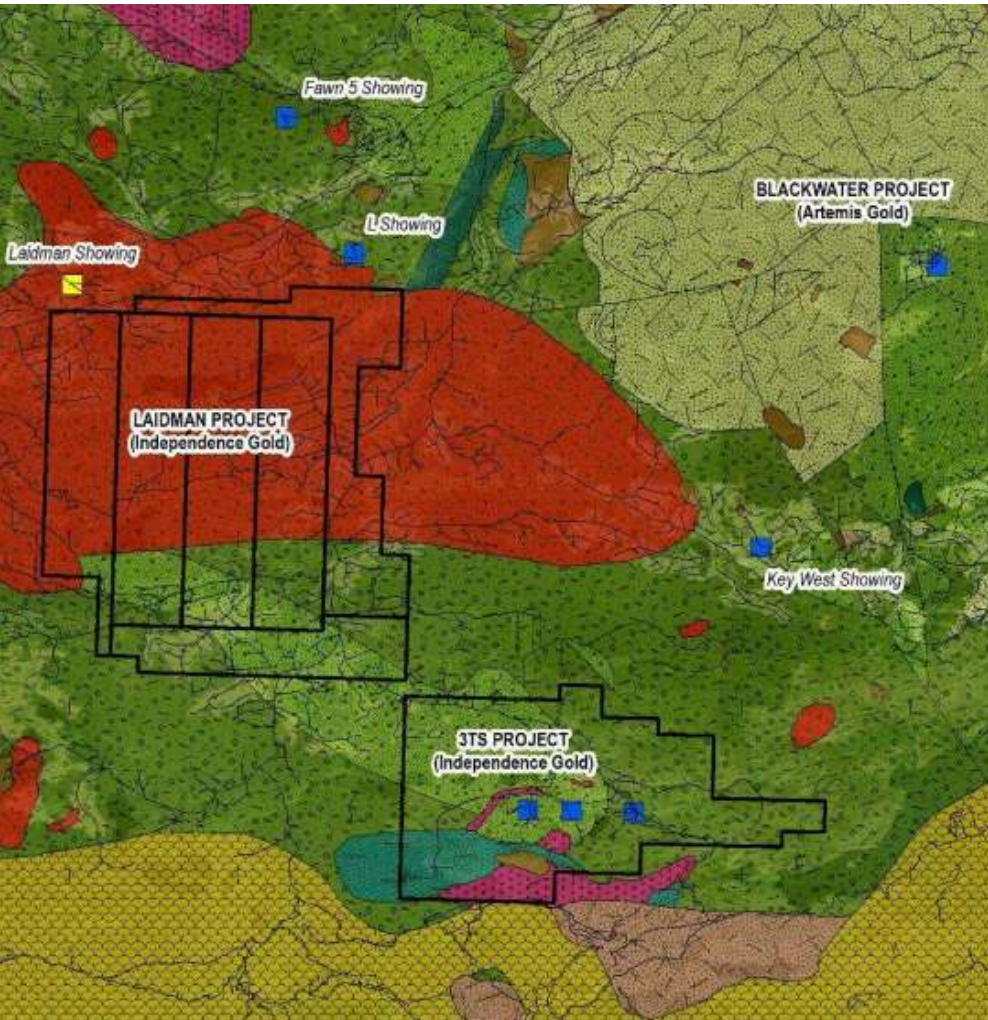 Fawn 5 Showing
BLACKWATER PROJECT
(Artemis Gold)
L Showing
Laidman Showing
LAIDMAN PROJECT
(Independence Gold)
Key West Showing
3TS PROJECT
(Independence Gold)